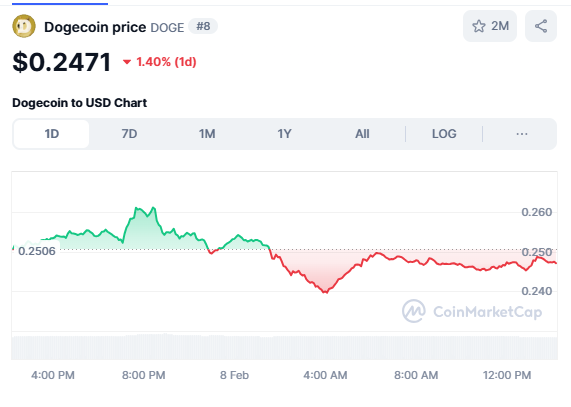 Dogecoin price DOGE #8
2M
$0.2471 1.40% (1d)
Dogecoin to USD Chart
1D 7D 1M 1Y All LOG ...
0.260
0.2506
0.250
0.240
CoinMarketCap
4:00 PM 8:00 PM 8 Feb 4:00 AM 8:00 AM 12:00 PM